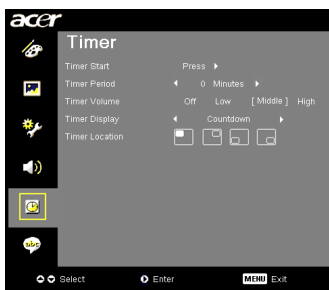 acer
Timer
Timer Start Press
Timer Period 0 Minutes
Timer Volume Off Low [ Middle ] High
Timer Display Countdown
Timer Location
abc
Select Enter MENU Exit